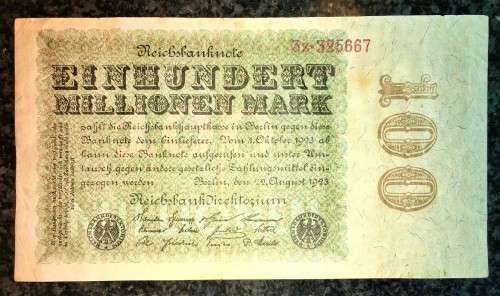 Reichsbanknote
3Z·325667
EINHUNDERT
MILLIONEN MARK
zahlt die Reichsbankhauptkasse in Berlin gegen diese
Banknote dem Einlieferer. Vom 1. Oktober 1923 ab
kann diese Banknote aufgerufen und unter Um-
tausch gegen andere gesetzliche Zahlungsmittel ein-
gezogen werden
Berlin, den 22. August 1923
Reichsbankdirektorium
100